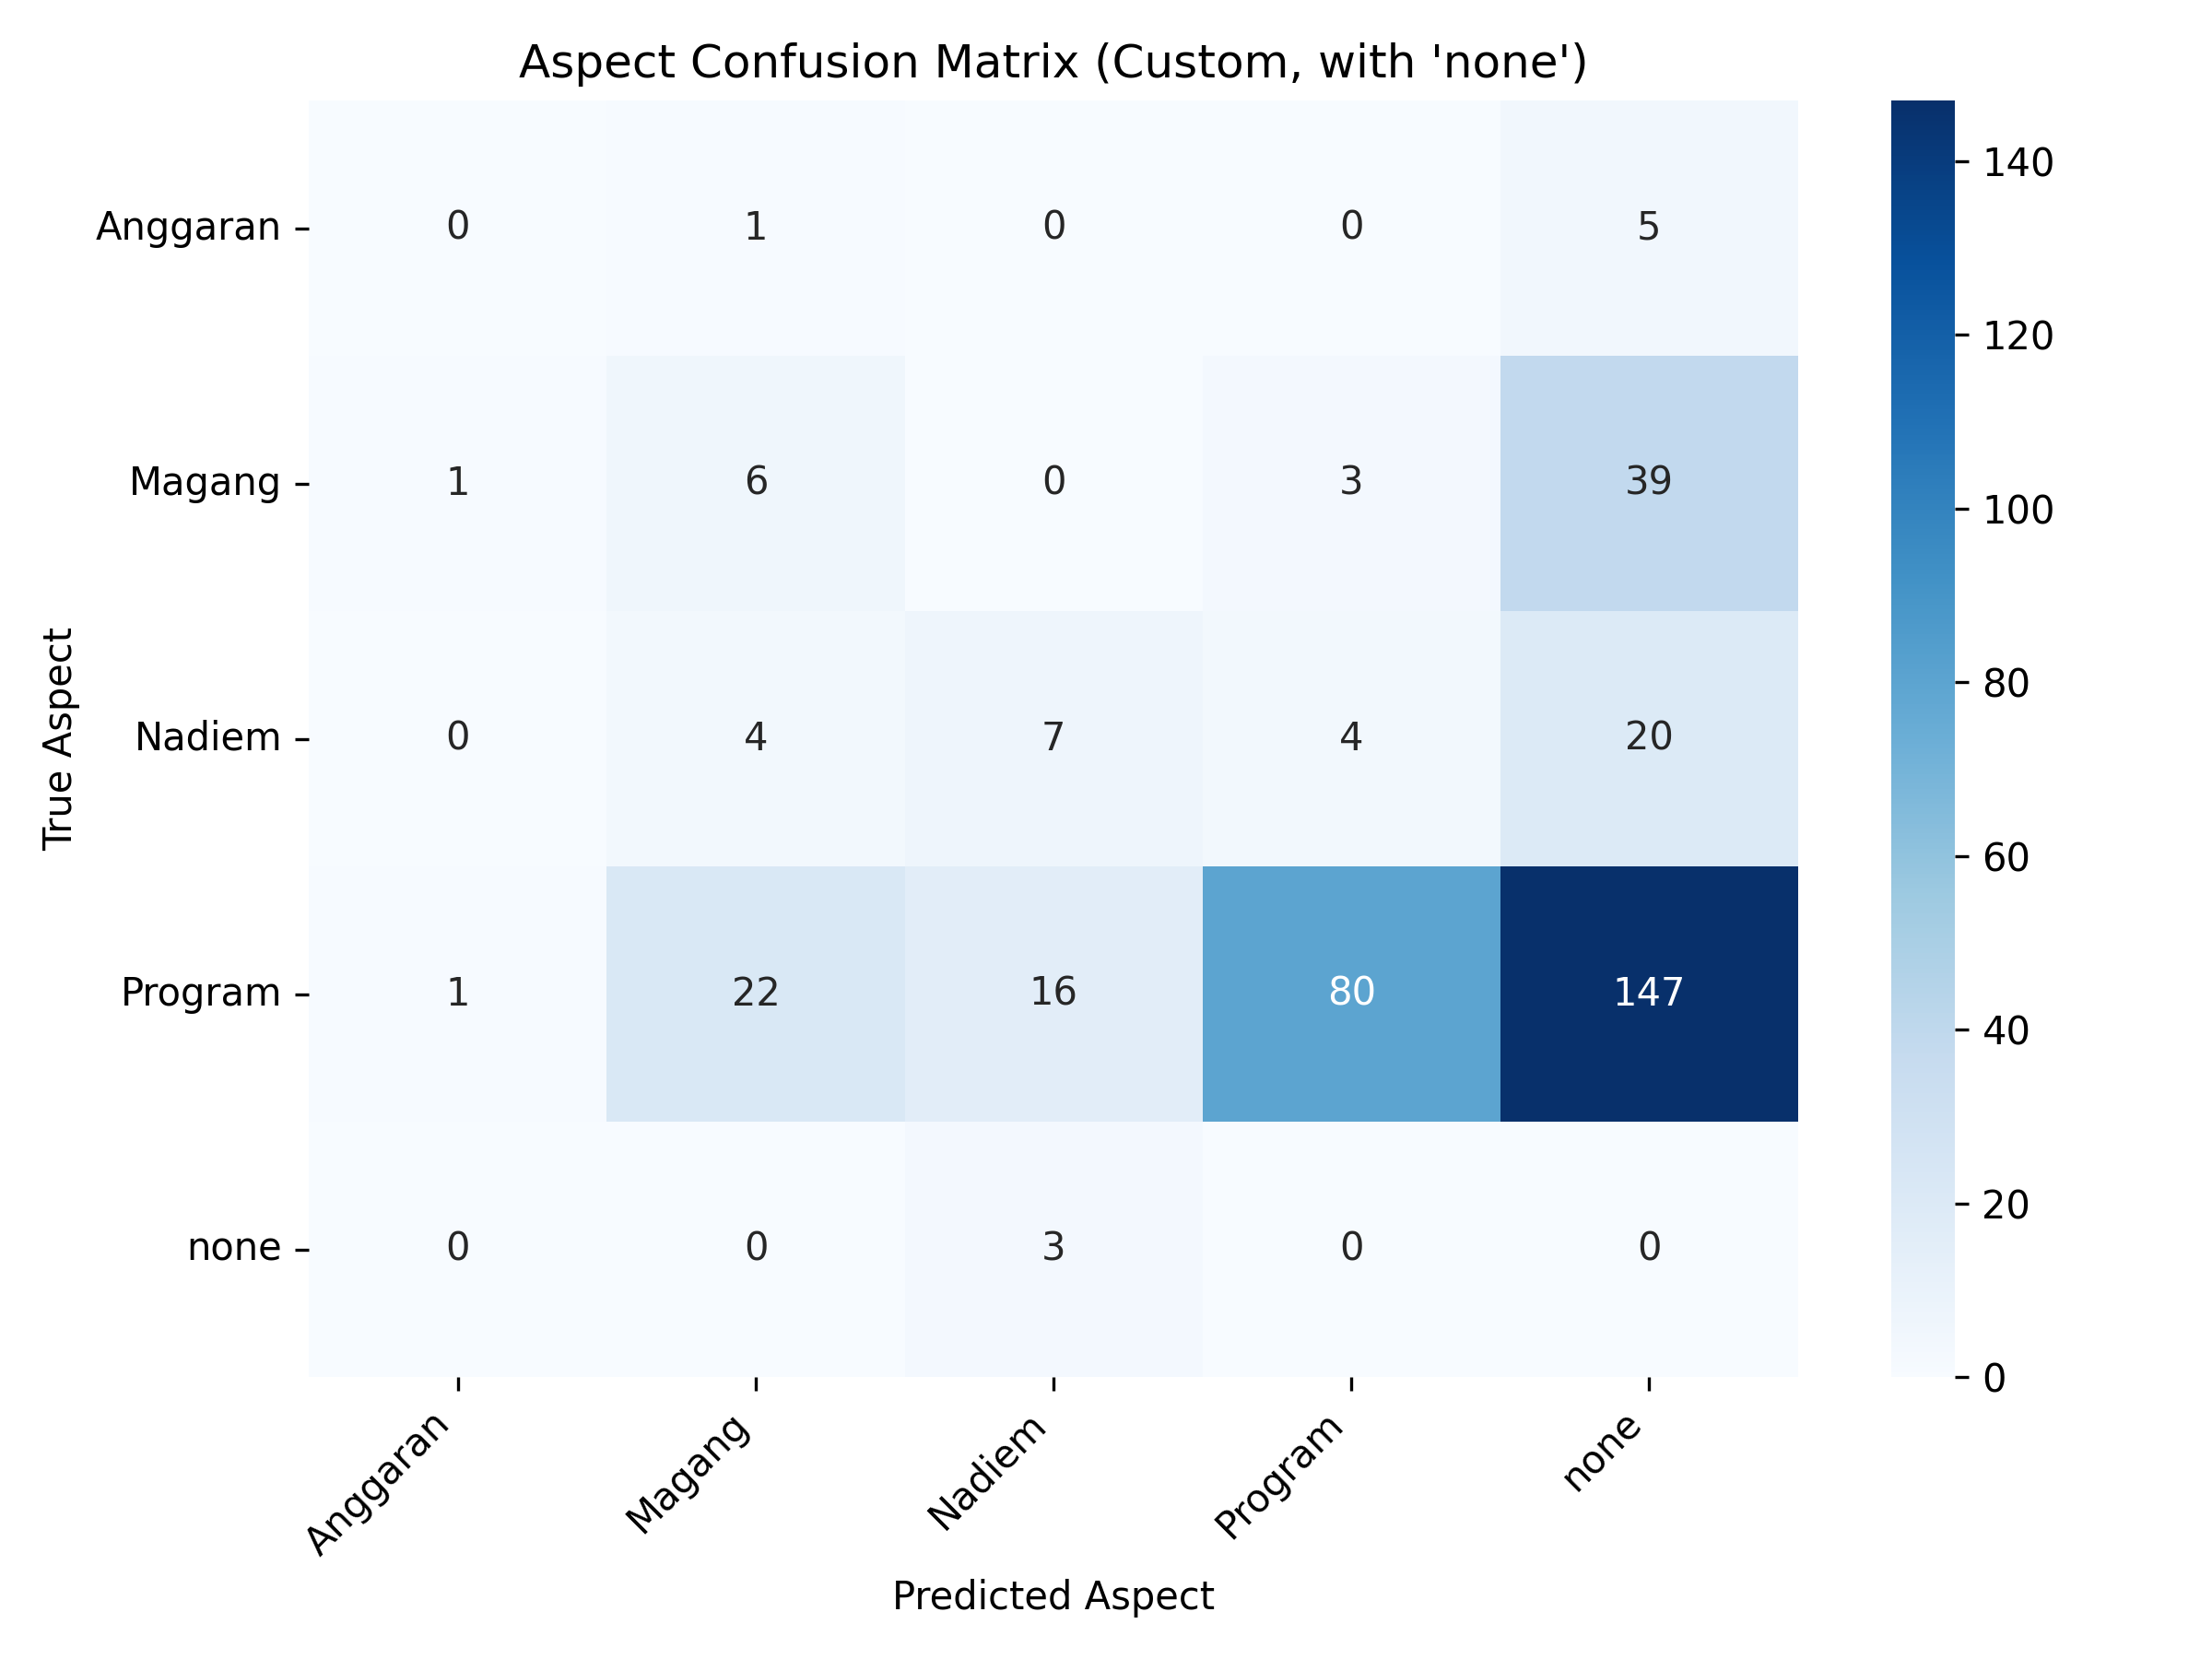 Aspect Confusion Matrix (Custom, with 'none')
True Aspect
Anggaran 0 1 0 0 5
Magang 1 6 0 3 39
Nadiem 0 4 7 4 20
Program 1 22 16 80 147
none 0 0 3 0 0
Anggaran Magang Nadiem Program none
Predicted Aspect
140
120
100
80
60
40
20
0